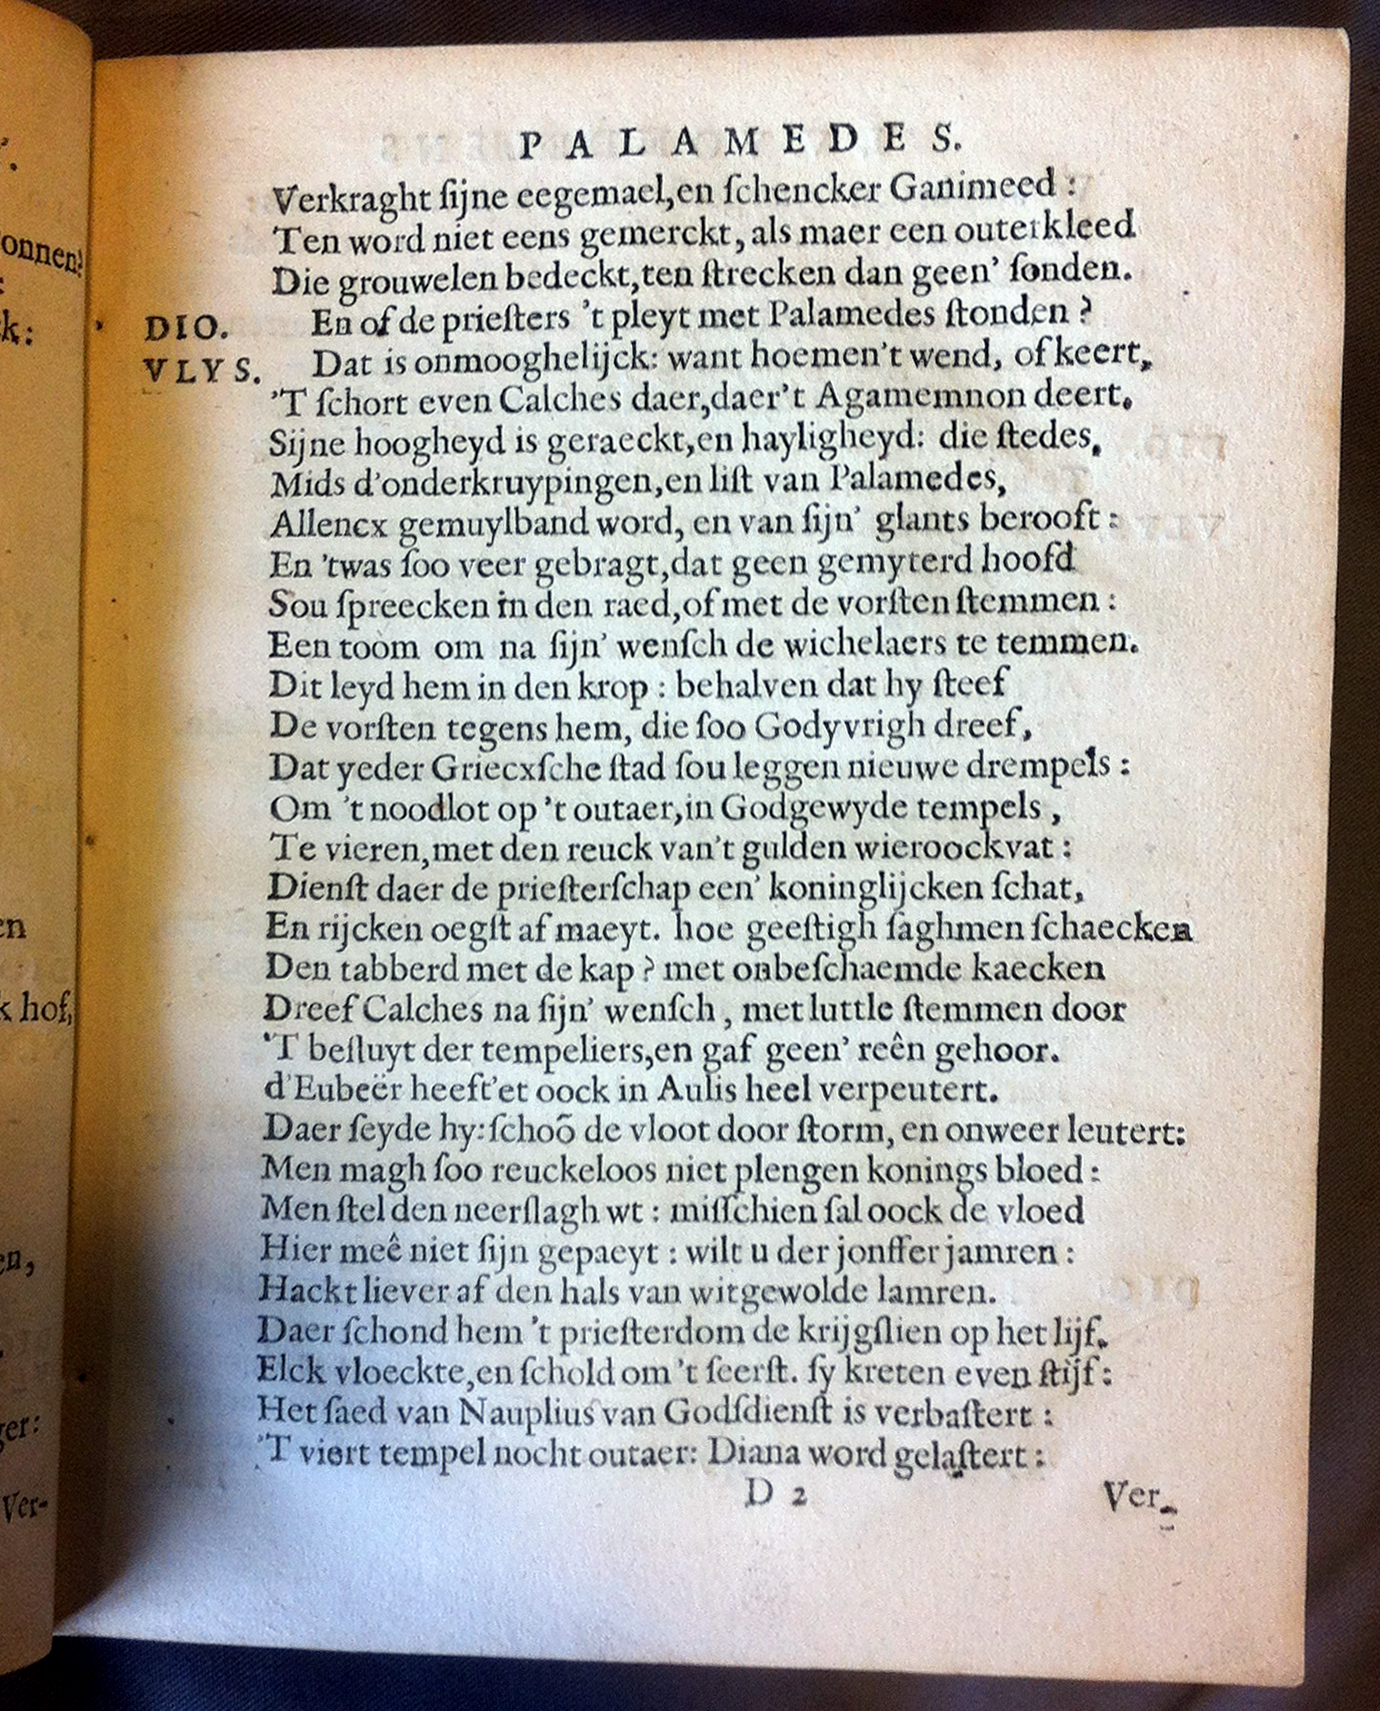 PALAMEDES.
Verkraght ſijne eegemael,en ſchencker Ganimeed :
Ten word niet eens gemerckt, als maer een outerkleed
Die grouwelen bedeckt,ten ſtrecken dan geen' ſonden.
DIO. En of de prieſters 't pleyt met Palamedes ſtonden ?
VLYS. Dat is onmooghelijck: want hoemen't wend, of keert,
'T ſchort even Calches daer,daer't Agamemnon deert.
Sijne hoogheyd is geraeckt,en hayligheyd: die ſtedes,
Mids d'onderkruypingen,en liſt van Palamedes,
Allencx gemuylband word, en van ſijn' glants berooft :
En 'twas ſoo veer gebragt,dat geen gemyterd hoofd
Sou ſpreecken in den raed,of met de vorſten ſtemmen :
Een toom om na ſijn' wenſch de wichelaers te temmen.
Dit leyd hem in den krop : behalven dat hy ſteef
De vorſten tegens hem, die ſoo Godyvrigh dreef,
Dat yeder Griecxſche ſtad ſou leggen nieuwe drempels :
Om 't noodlot op 't outaer,in Godgewyde tempels ,
Te vieren,met den reuck van't gulden wieroockvat :
Dienſt daer de prieſterſchap een' koninglijcken ſchat,
En rijcken oegſt af maeyt. hoe geeſtigh ſaghmen ſchaecken
Den tabberd met de kap ? met onbeſchaemde kaecken
Dreef Calches na ſijn' wenſch , met luttle ſtemmen door
'T beſluyt der tempeliers,en gaf geen' reên gehoor.
d'Eubeër heeft'et oock in Aulis heel verpeutert.
Daer ſeyde hy: ſchoõ de vloot door ſtorm, en onweer leutert:
Men magh ſoo reuckeloos niet plengen konings bloed :
Men ſtel den neerſlagh wt : miſſchien ſal oock de vloed
Hier meê niet ſijn gepaeyt : wilt u der jonffer jamren :
Hackt liever af den hals van witgewolde lamren.
Daer ſchond hem 't prieſterdom de krijgſlien op het lijf.
Elck vloeckte,en ſchold om 't ſeerſt. ſy kreten even ſtijf :
Het ſaed van Nauplius van Godſdienſt is verbaſtert :
'T viert tempel nocht outaer: Diana word gelaſtert :
D 2 Ver-
onnen?
:
k:
en
k hof,
en,
ger:
Ver-